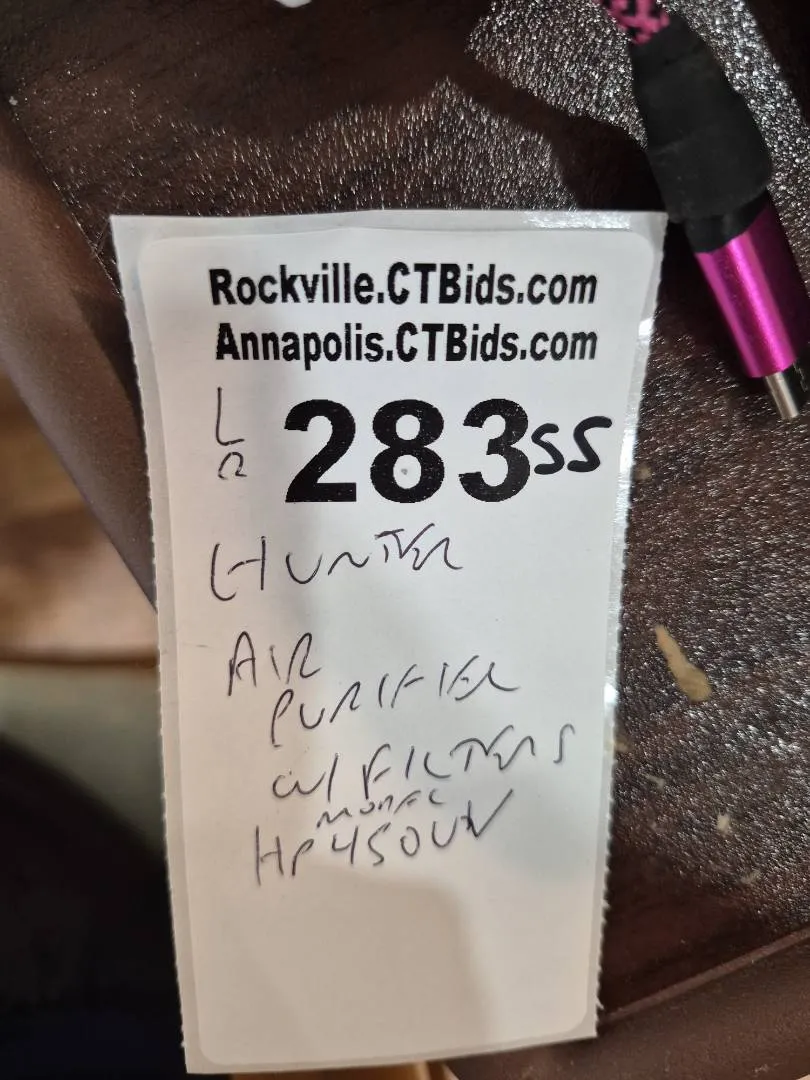 Rockville.CTBids.com
Annapolis.CTBids.com
L 283SS
HUNTER
AIR
PURIFIER
W/ FILTERS
MODEL
HP450UV